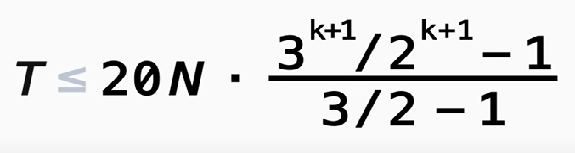 T ≤ 20N · (3^{k+1}/2^{k+1} − 1) / (3/2 − 1)